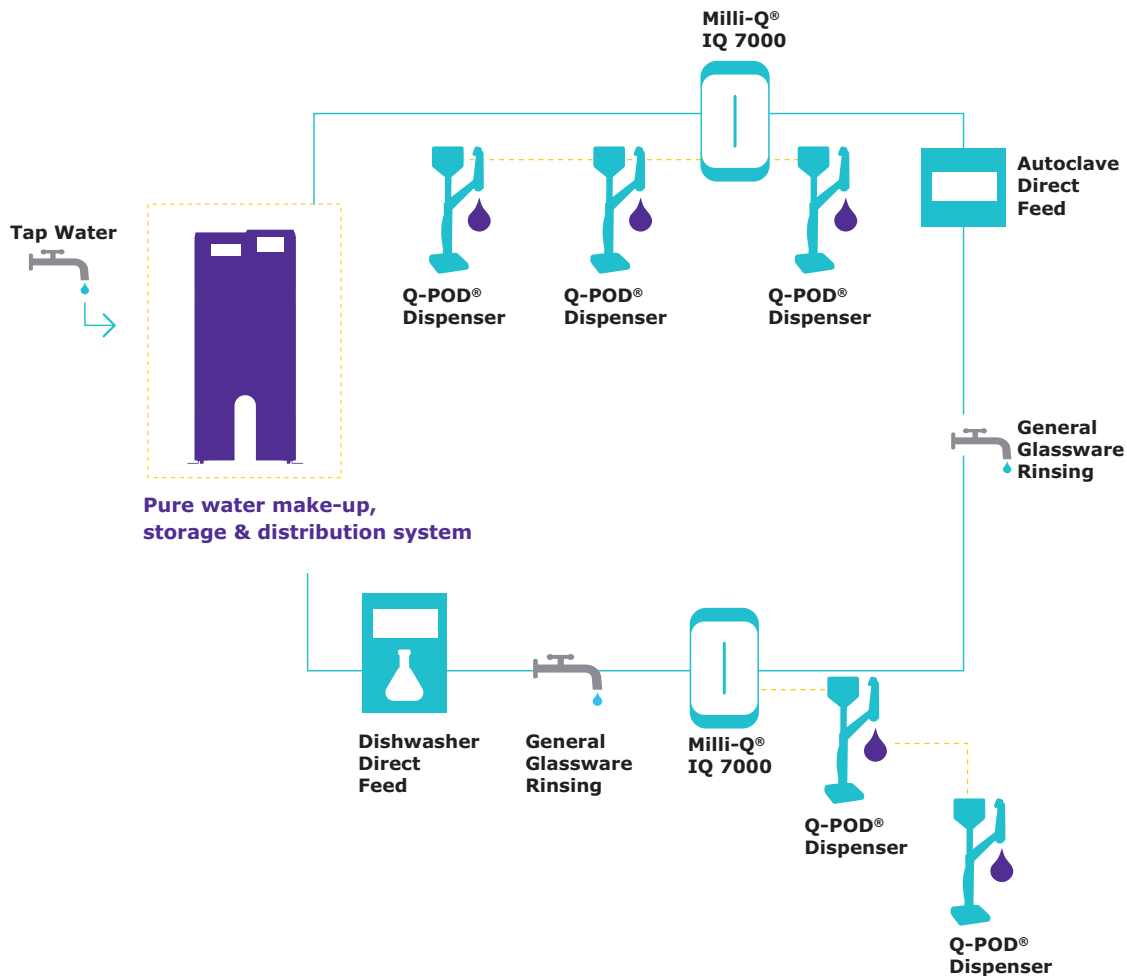 Milli-Q®
IQ 7000
Autoclave
Direct
Feed
Tap Water
Q-POD®
Dispenser
Q-POD®
Dispenser
Q-POD®
Dispenser
General
Glassware
Rinsing
Pure water make-up,
storage & distribution system
Dishwasher
Direct
Feed
General
Glassware
Rinsing
Milli-Q®
IQ 7000
Q-POD®
Dispenser
Q-POD®
Dispenser